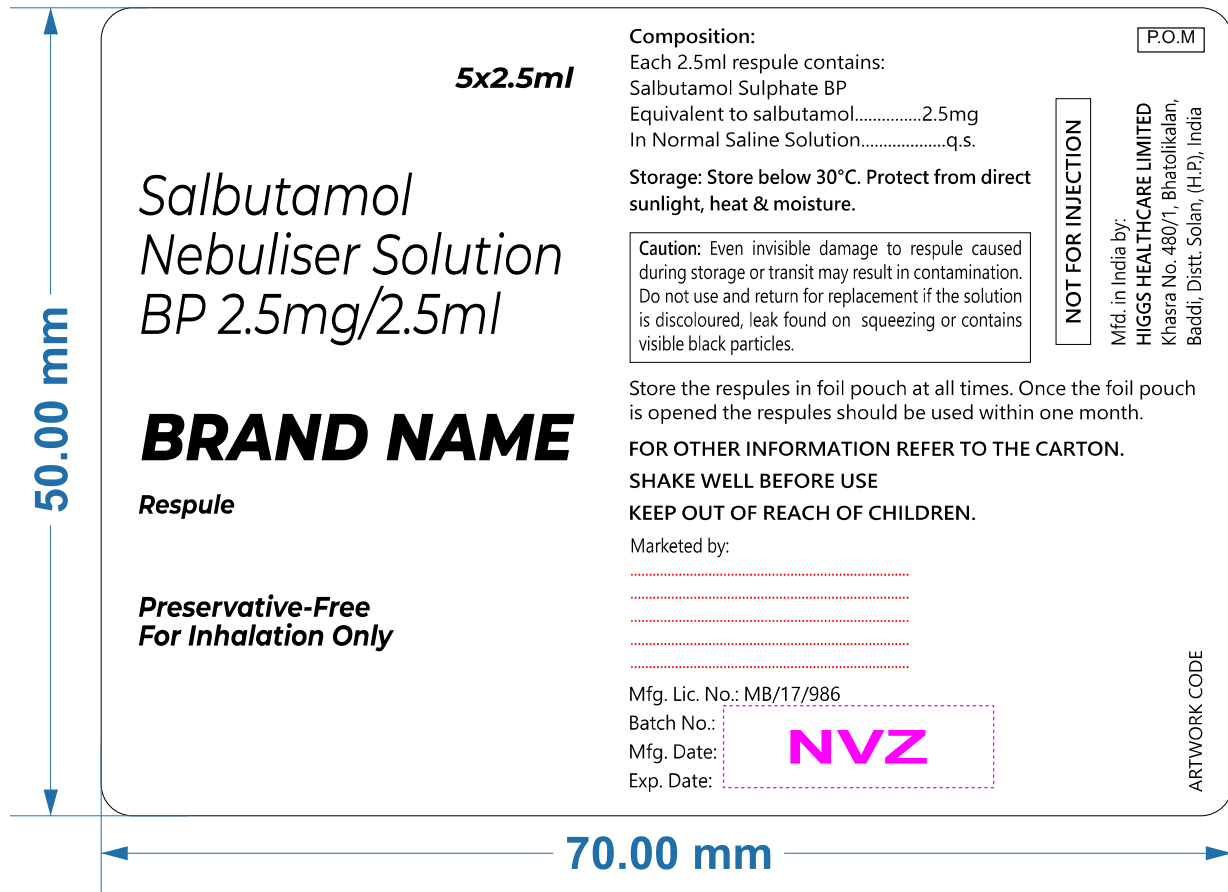 5x2.5ml
Salbutamol
Nebuliser Solution
BP 2.5mg/2.5ml
BRAND NAME
Respule
Preservative-Free
For Inhalation Only
Composition:
Each 2.5ml respule contains:
Salbutamol Sulphate BP
Equivalent to salbutamol...............2.5mg
In Normal Saline Solution...................q.s.
Storage: Store below 30°C. Protect from direct
sunlight, heat & moisture.
Caution: Even invisible damage to respule caused
during storage or transit may result in contamination.
Do not use and return for replacement if the solution
is discoloured, leak found on squeezing or contains
visible black particles.
P.O.M
NOT FOR INJECTION
Mfd. in India by:
HIGGS HEALTHCARE LIMITED
Khasra No. 480/1, Bhatolikalan,
Baddi, Distt. Solan, (H.P.), India
Store the respules in foil pouch at all times. Once the foil pouch
is opened the respules should be used within one month.
FOR OTHER INFORMATION REFER TO THE CARTON.
SHAKE WELL BEFORE USE
KEEP OUT OF REACH OF CHILDREN.
Marketed by:
Mfg. Lic. No.: MB/17/986
Batch No.:
Mfg. Date:
Exp. Date:
NVZ
ARTWORK CODE
50.00 mm
70.00 mm